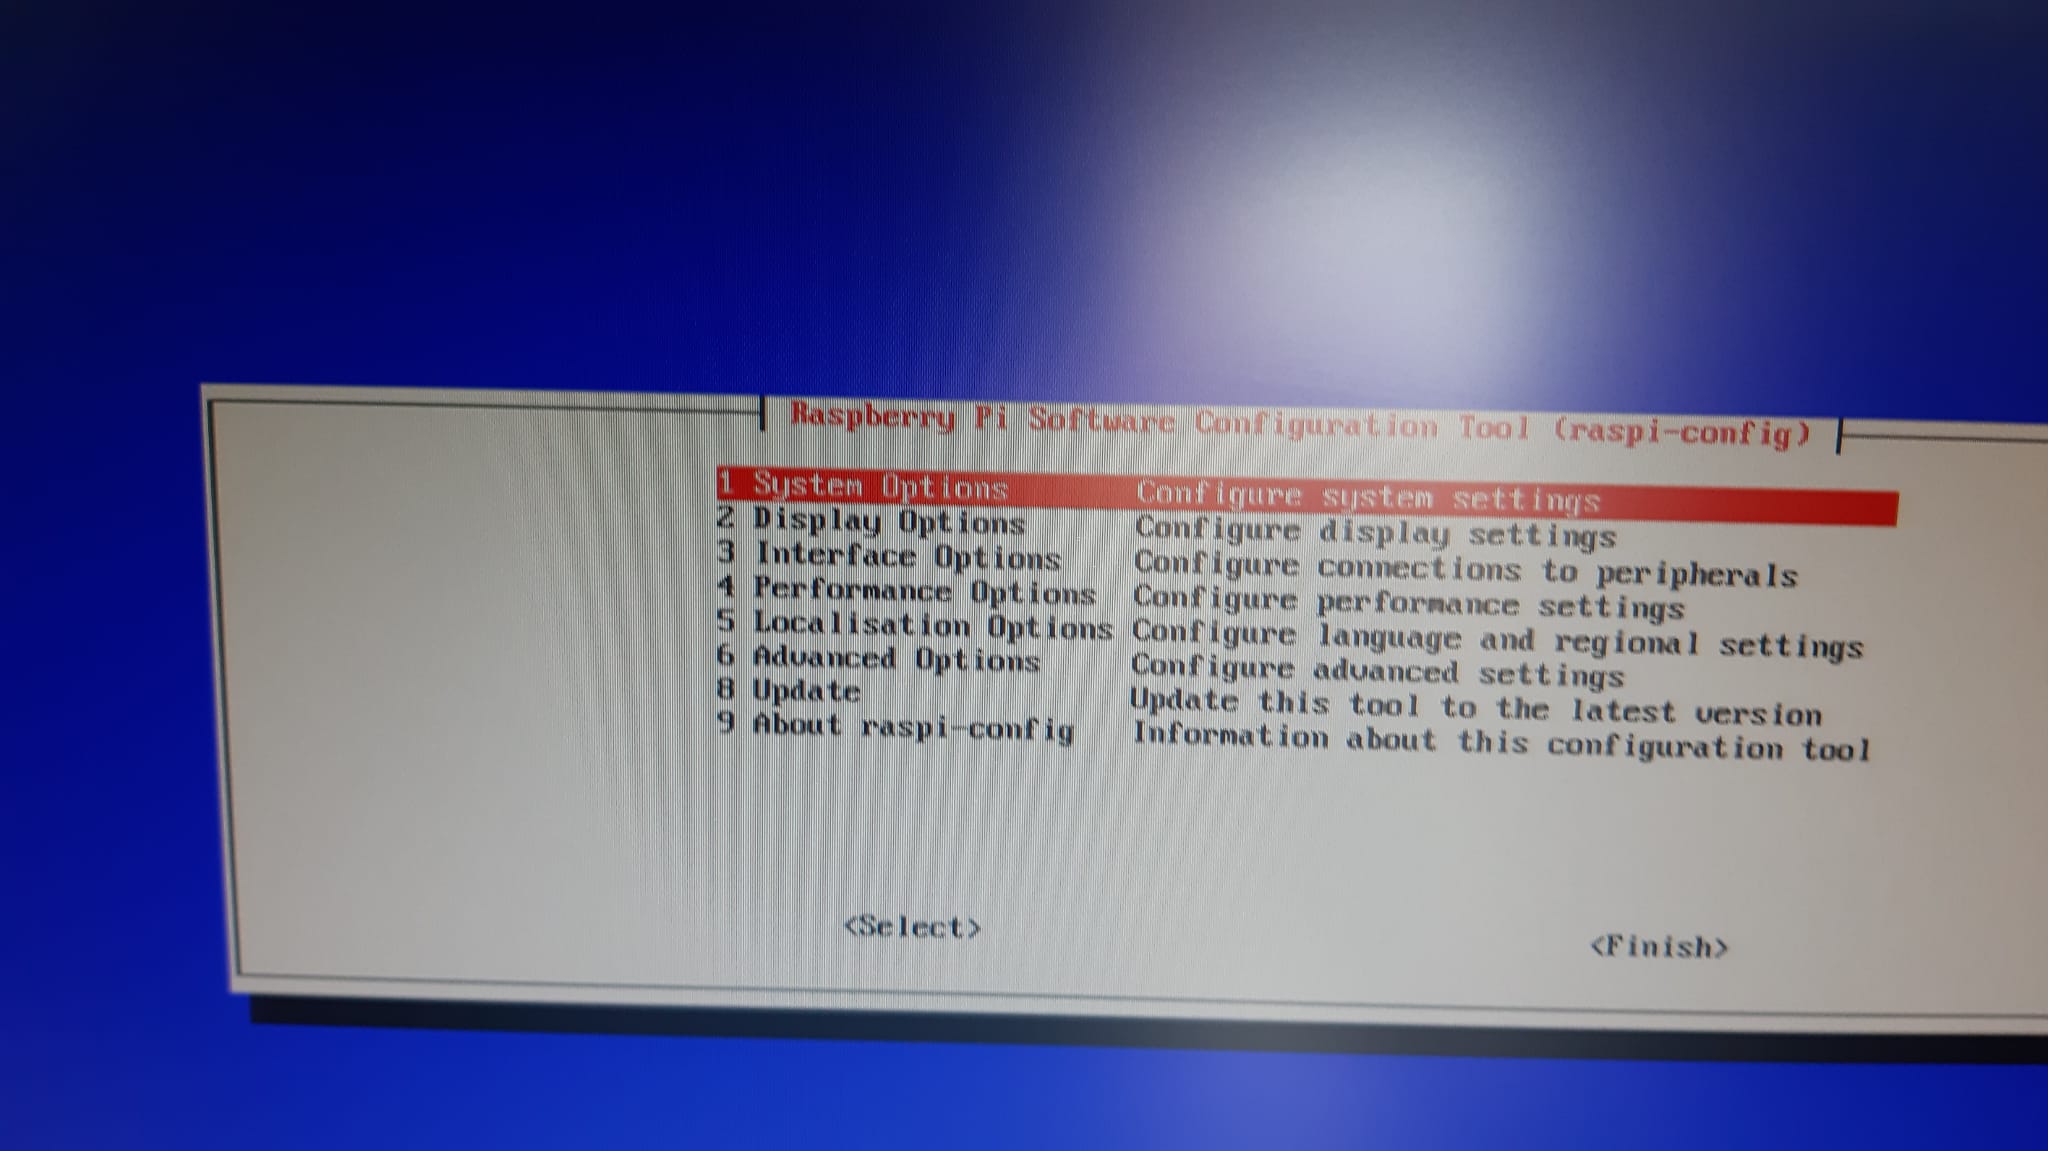 Raspberry Pi Software Configuration Tool (raspi-config)
1 System Options Configure system settings
2 Display Options Configure display settings
3 Interface Options Configure connections to peripherals
4 Performance Options Configure performance settings
5 Localisation Options Configure language and regional settings
6 Advanced Options Configure advanced settings
8 Update Update this tool to the latest version
9 About raspi-config Information about this configuration tool
<Select> <Finish>